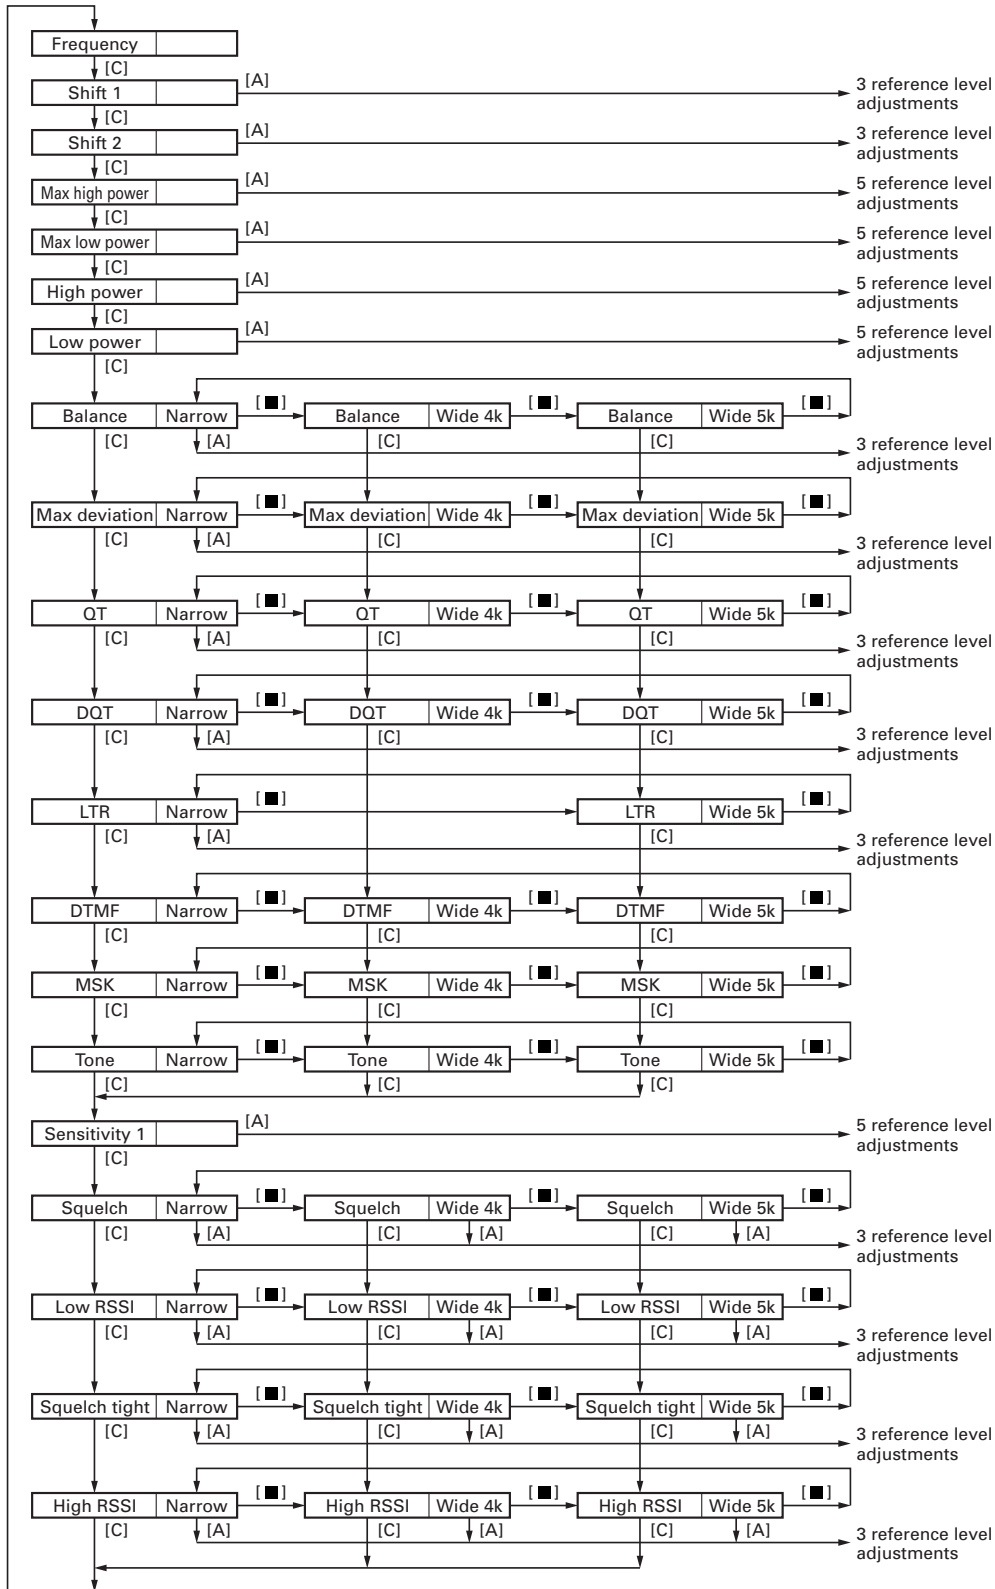 Frequency
[C]
Shift 1
[A]
3 reference level
adjustments
[C]
Shift 2
[A]
3 reference level
adjustments
[C]
Max high power
[A]
5 reference level
adjustments
[C]
Max low power
[A]
5 reference level
adjustments
[C]
High power
[A]
5 reference level
adjustments
[C]
Low power
[A]
5 reference level
adjustments
[C]
Balance Narrow [■] Balance Wide 4k [■] Balance Wide 5k [■]
[C] [A] [C] [C]
3 reference level
adjustments
Max deviation Narrow [■] Max deviation Wide 4k [■] Max deviation Wide 5k [■]
[C] [A] [C] [C]
3 reference level
adjustments
QT Narrow [■] QT Wide 4k [■] QT Wide 5k [■]
[C] [A] [C] [C]
3 reference level
adjustments
DQT Narrow [■] DQT Wide 4k [■] DQT Wide 5k [■]
[C] [A] [C] [C]
3 reference level
adjustments
LTR Narrow [■] LTR Wide 5k [■]
[C] [A] [C]
3 reference level
adjustments
DTMF Narrow [■] DTMF Wide 4k [■] DTMF Wide 5k [■]
[C] [C] [C]
MSK Narrow [■] MSK Wide 4k [■] MSK Wide 5k [■]
[C] [C] [C]
Tone Narrow [■] Tone Wide 4k [■] Tone Wide 5k [■]
[C] [C] [C]
Sensitivity 1
[A]
5 reference level
adjustments
[C]
Squelch Narrow [■] Squelch Wide 4k [■] Squelch Wide 5k [■]
[C] [A] [C] [A] [C] [A]
3 reference level
adjustments
Low RSSI Narrow [■] Low RSSI Wide 4k [■] Low RSSI Wide 5k [■]
[C] [A] [C] [A] [C] [A]
3 reference level
adjustments
Squelch tight Narrow [■] Squelch tight Wide 4k [■] Squelch tight Wide 5k [■]
[C] [A] [C] [A] [C] [A]
3 reference level
adjustments
High RSSI Narrow [■] High RSSI Wide 4k [■] High RSSI Wide 5k [■]
[C] [A] [C] [A] [C] [A]
3 reference level
adjustments